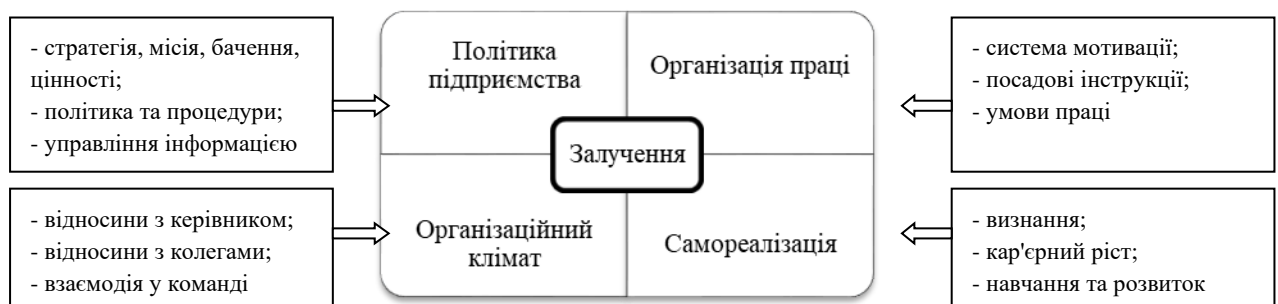 - стратегія, місія, бачення,
цінності;
- політика та процедури;
- управління інформацією
Політика
підприємства
Організація праці
- система мотивації;
- посадові інструкції;
- умови праці
Залучення
- відносини з керівником;
- відносини з колегами;
- взаємодія у команді
Організаційний
клімат
Самореалізація
- визнання;
- кар'єрний ріст;
- навчання та розвиток